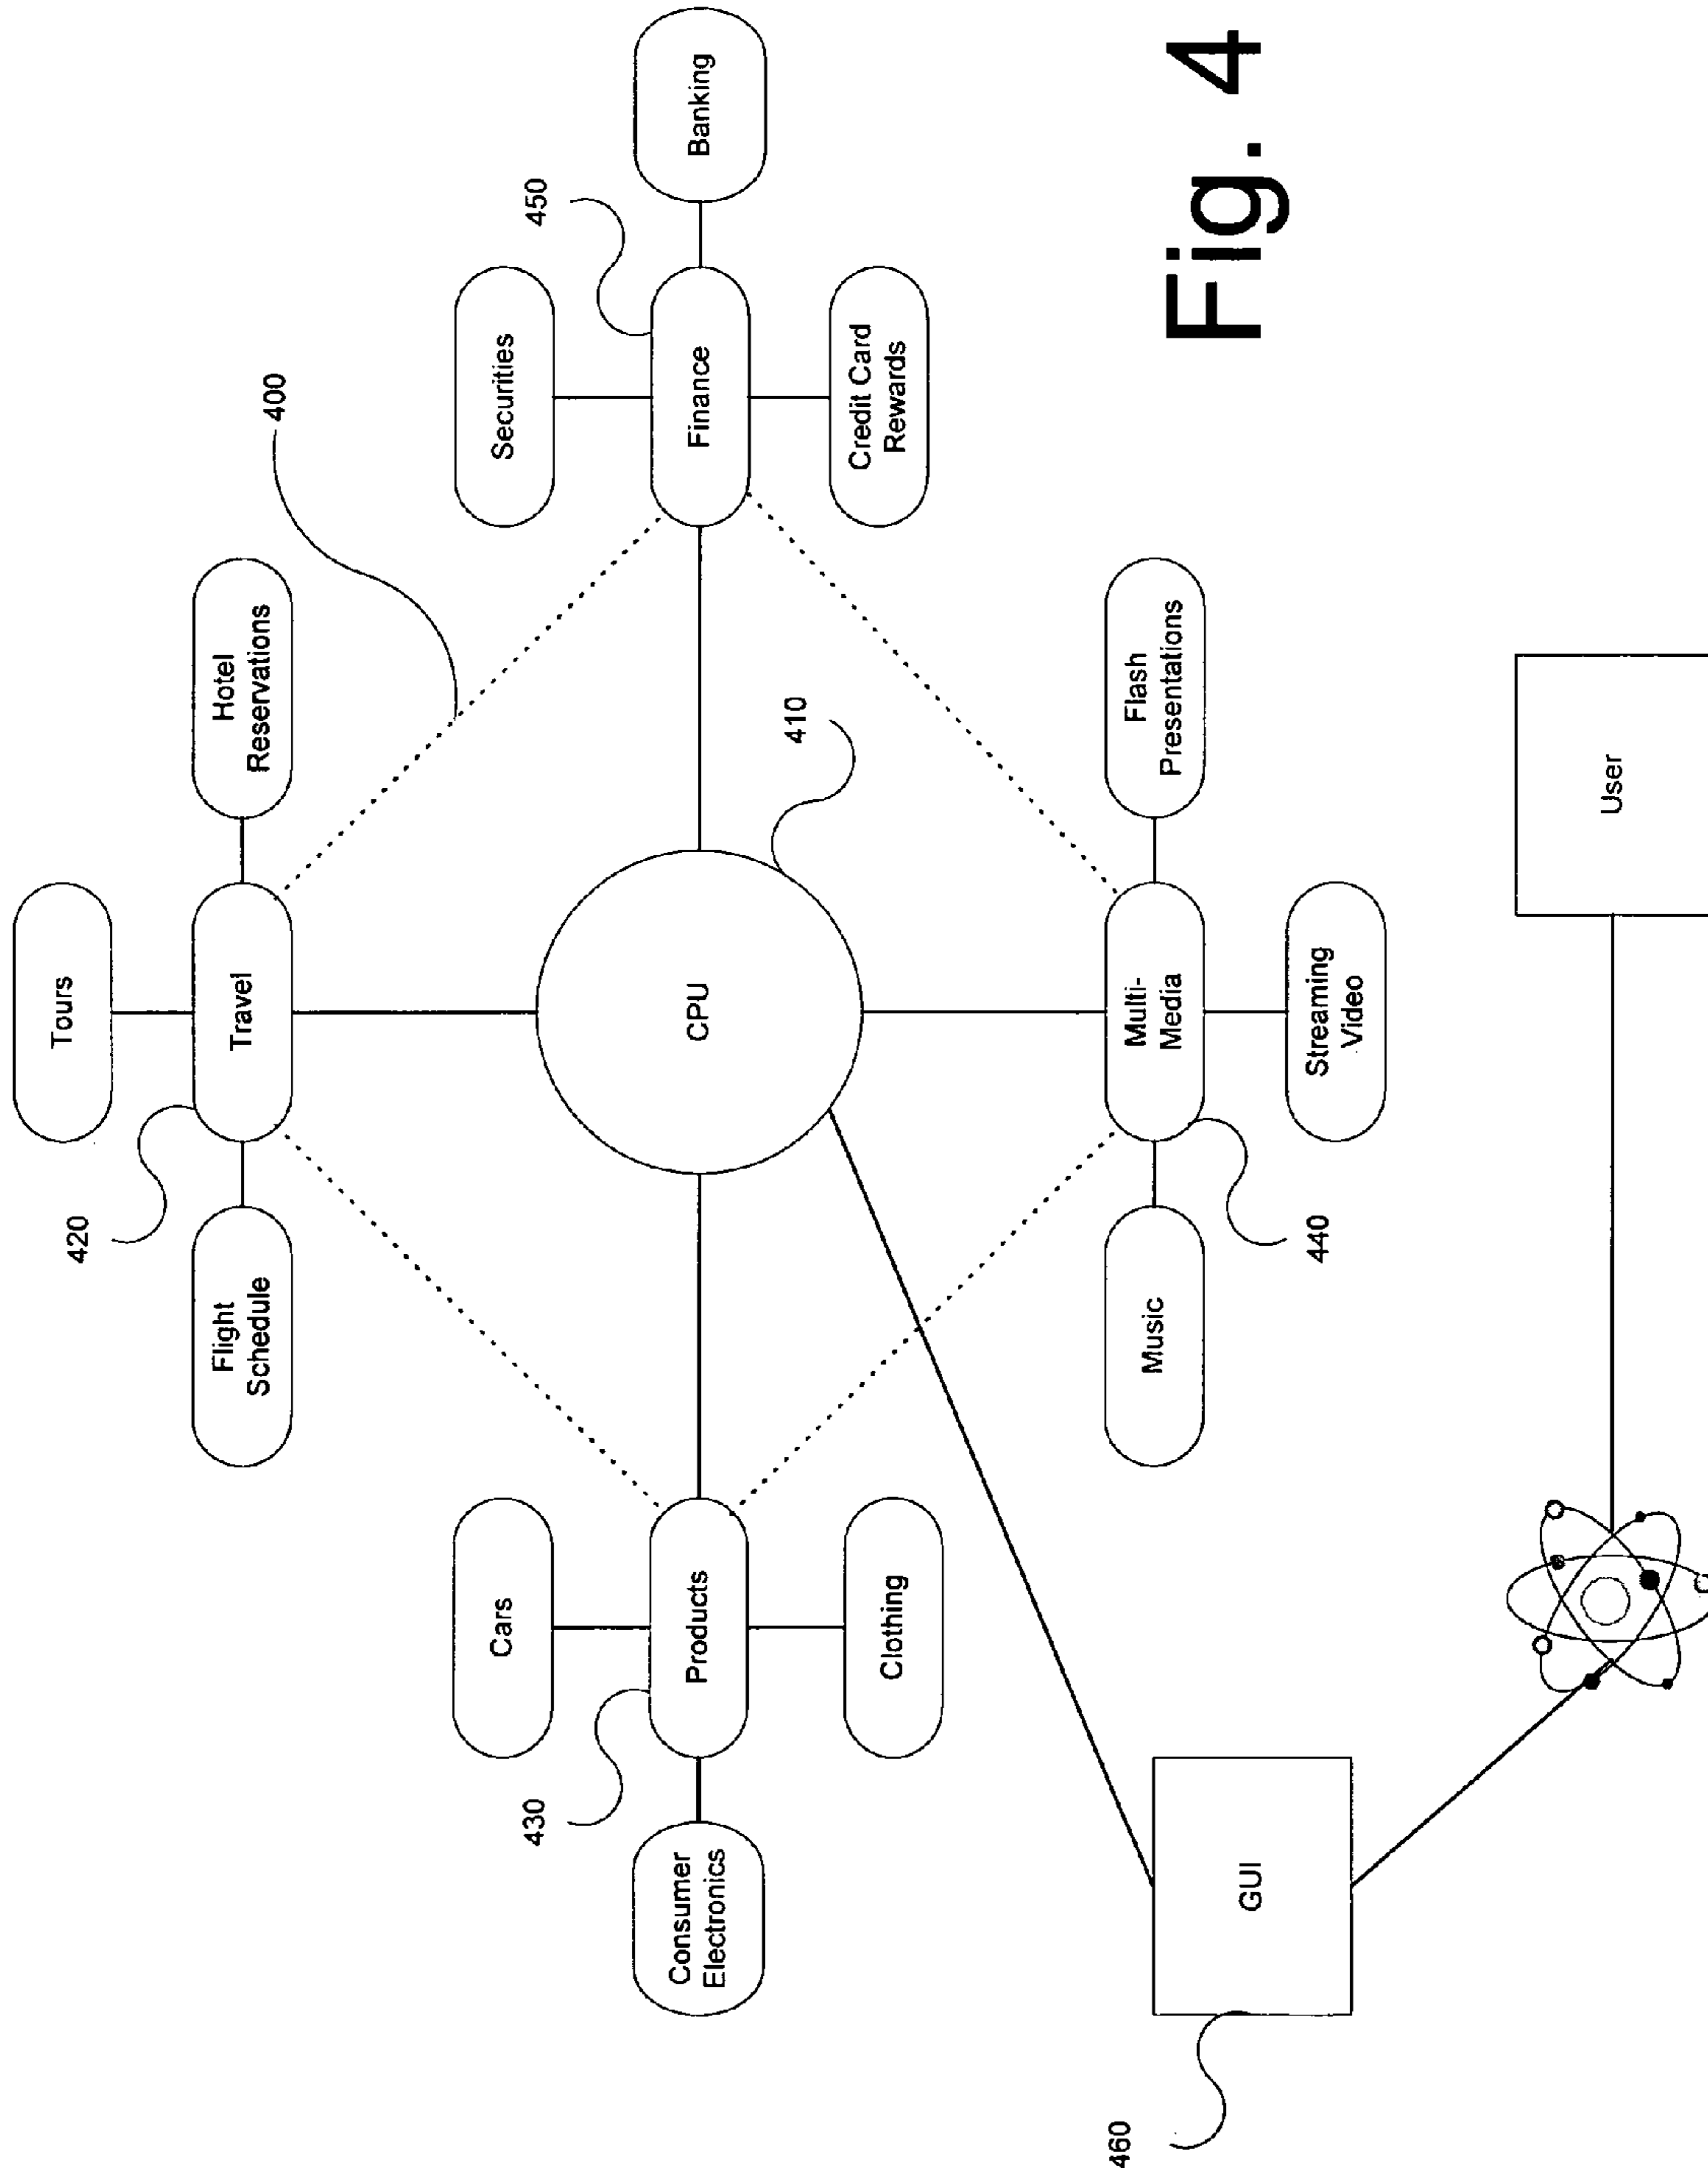 Tours
420
Travel
Flight
Schedule
Hotel
Reservations
400
Cars
430
Products
Consumer
Electronics
Clothing
CPU
410
Securities
450
Finance
Banking
Credit Card
Rewards
Multi-
Media
Music
440
Flash
Presentations
Streaming
Video
460
GUI
User
Fig. 4